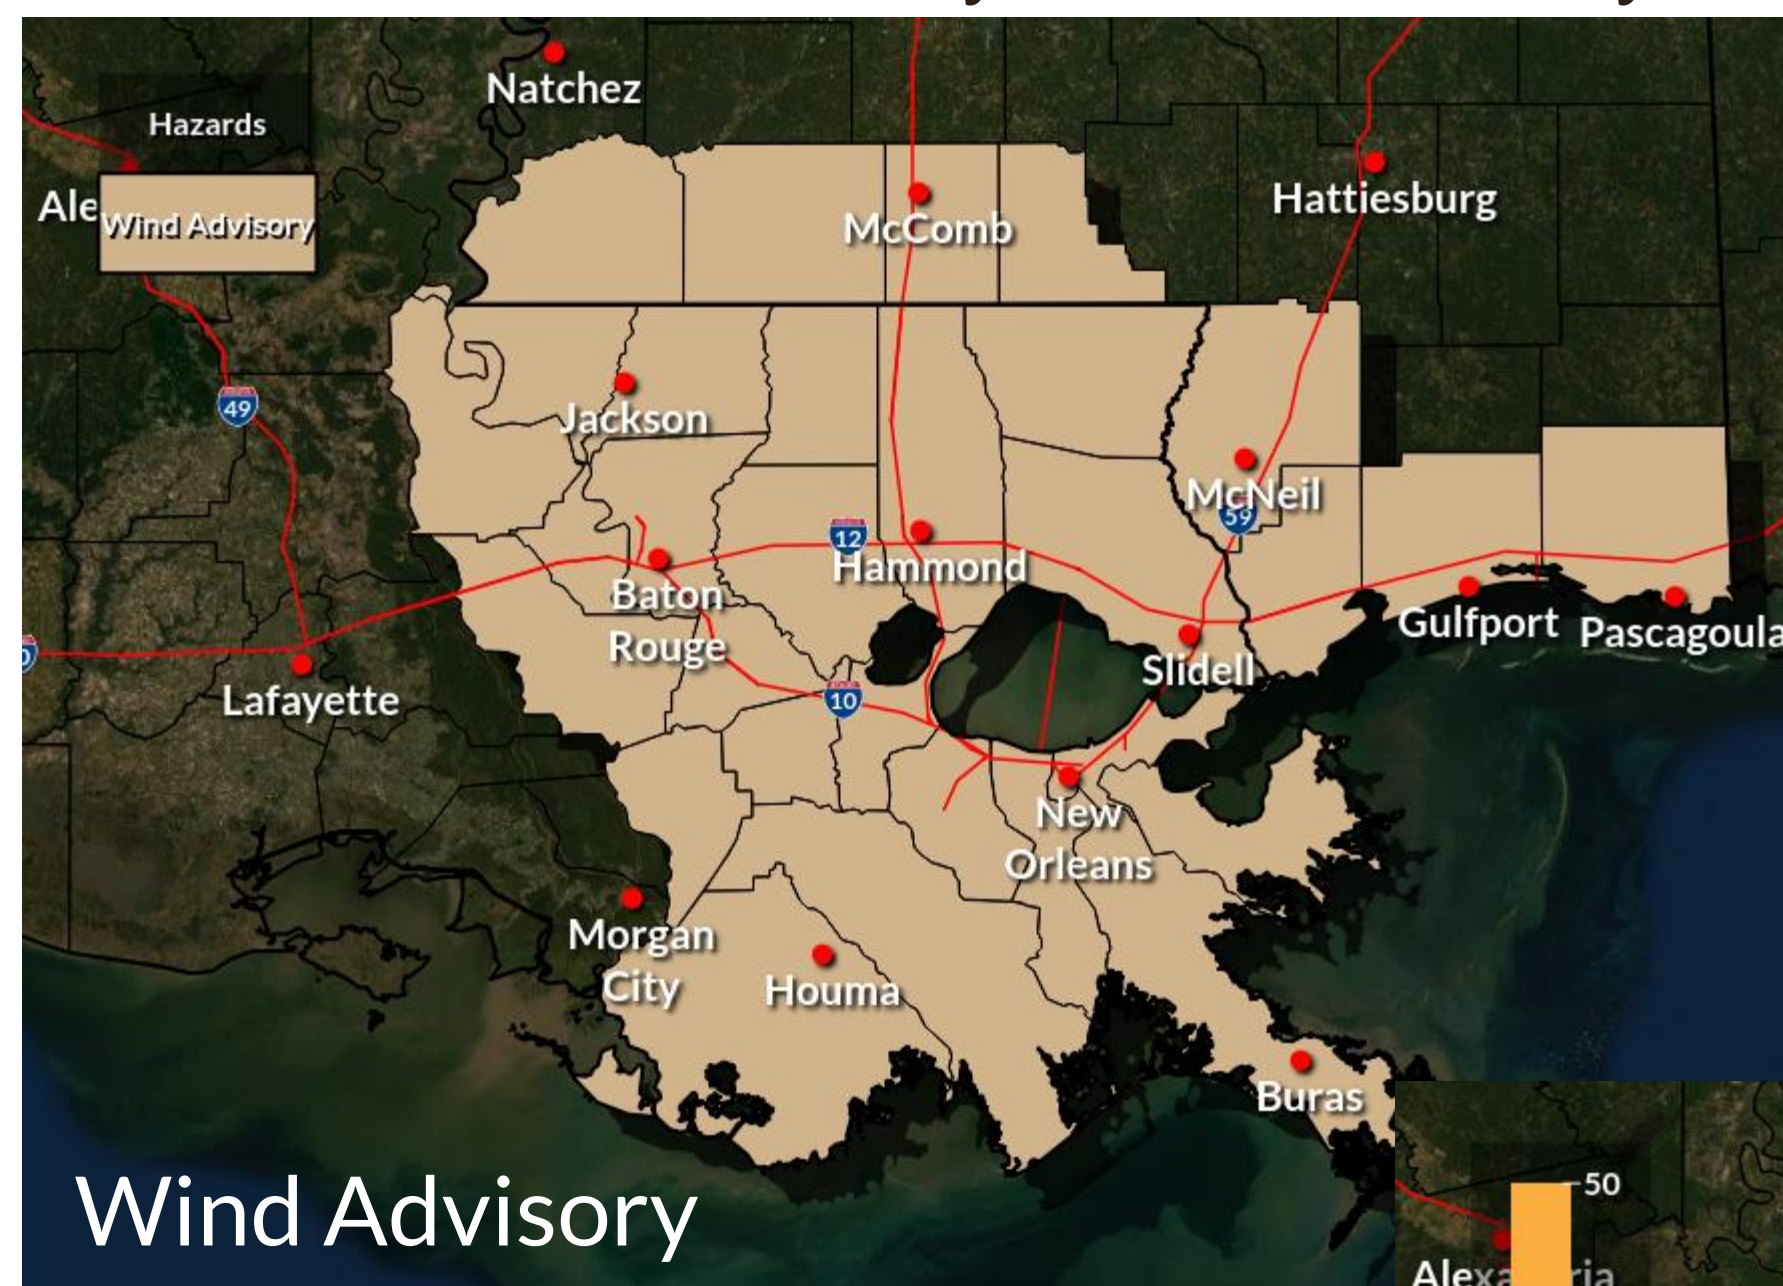 Natchez
Hazards
Ale
Wind Advisory
McComb
Hattiesburg
49
Jackson
McNeil
59
12
Hammond
Baton
Rouge
Gulfport
Pascagoula
Slidell
Lafayette
10
New
Orleans
Morgan
City
Houma
Buras
Wind Advisory
50